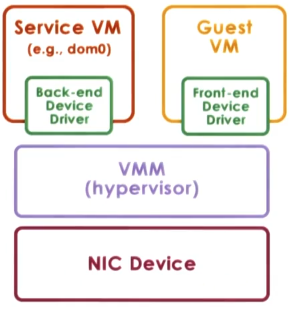 Service VM
(e.g., dom0)
Back-end
Device
Driver
Guest
VM
Front-end
Device
Driver
VMM
(hypervisor)
NIC Device